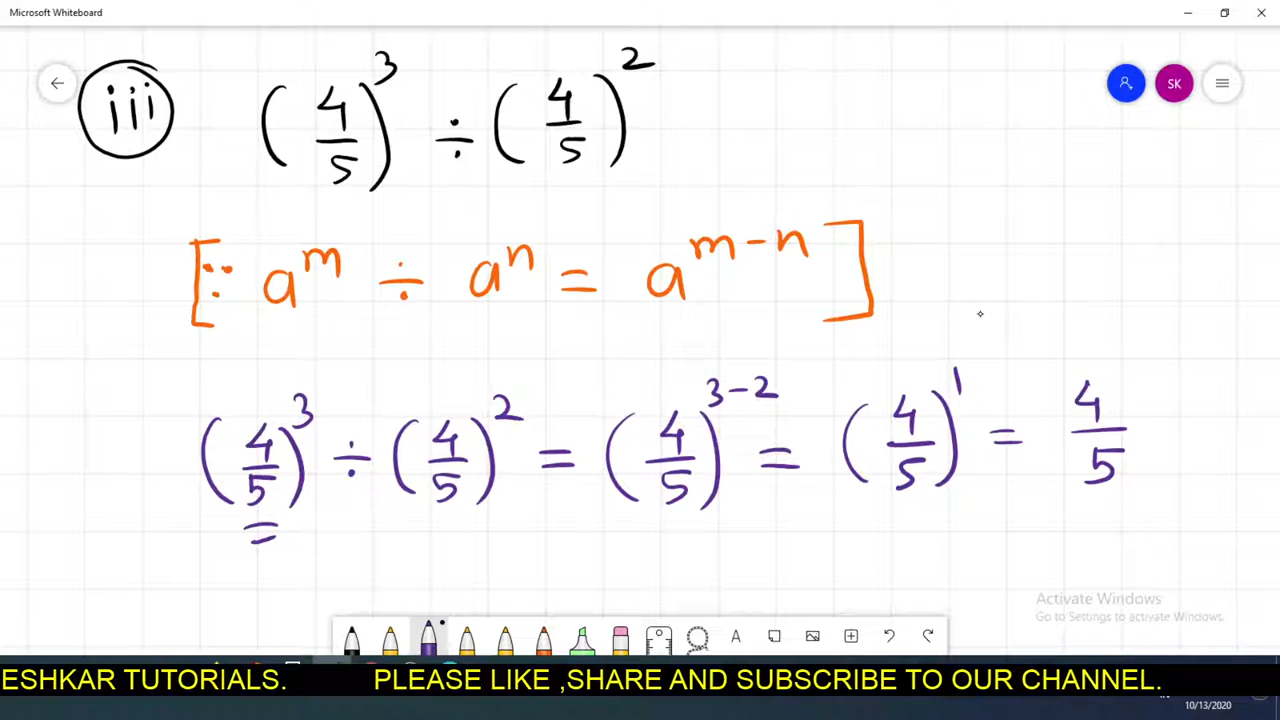 Microsoft Whiteboard
iii (4/5)^3 ÷ (4/5)^2
SK
[∵ a^m ÷ a^n = a^(m-n)]
(4/5)^3 ÷ (4/5)^2 = (4/5)^(3-2) = (4/5)^1 = 4/5
Activate Windows
Go to Settings to activate Windows.
A
ESHKAR TUTORIALS. PLEASE LIKE ,SHARE AND SUBSCRIBE TO OUR CHANNEL.
10/13/2020